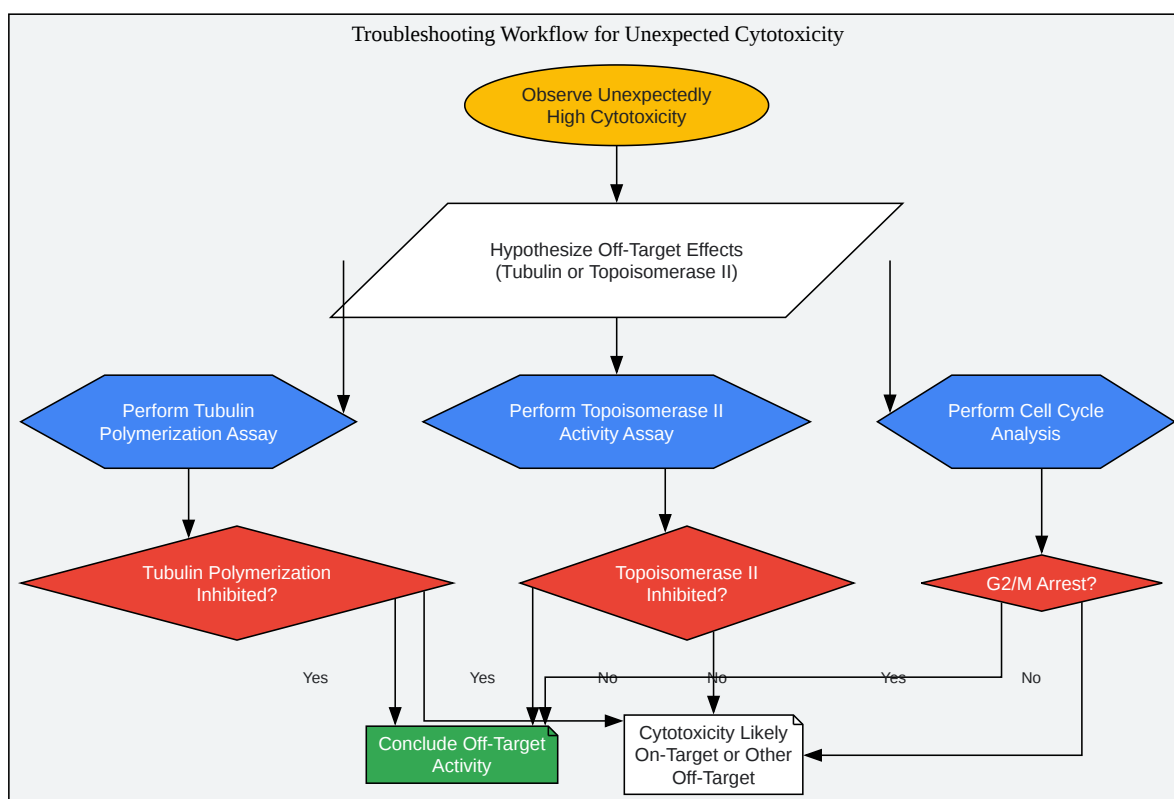 Troubleshooting Workflow for Unexpected Cytotoxicity
Observe Unexpectedly
High Cytotoxicity
Hypothesize Off-Target Effects
(Tubulin or Topoisomerase II)
Perform Tubulin
Polymerization Assay
Perform Topoisomerase II
Activity Assay
Perform Cell Cycle
Analysis
Tubulin Polymerization
Inhibited?
Topoisomerase II
Inhibited?
G2/M Arrest?
Yes
Yes
No
No
Yes
No
Conclude Off-Target
Activity
Cytotoxicity Likely
On-Target or Other
Off-Target